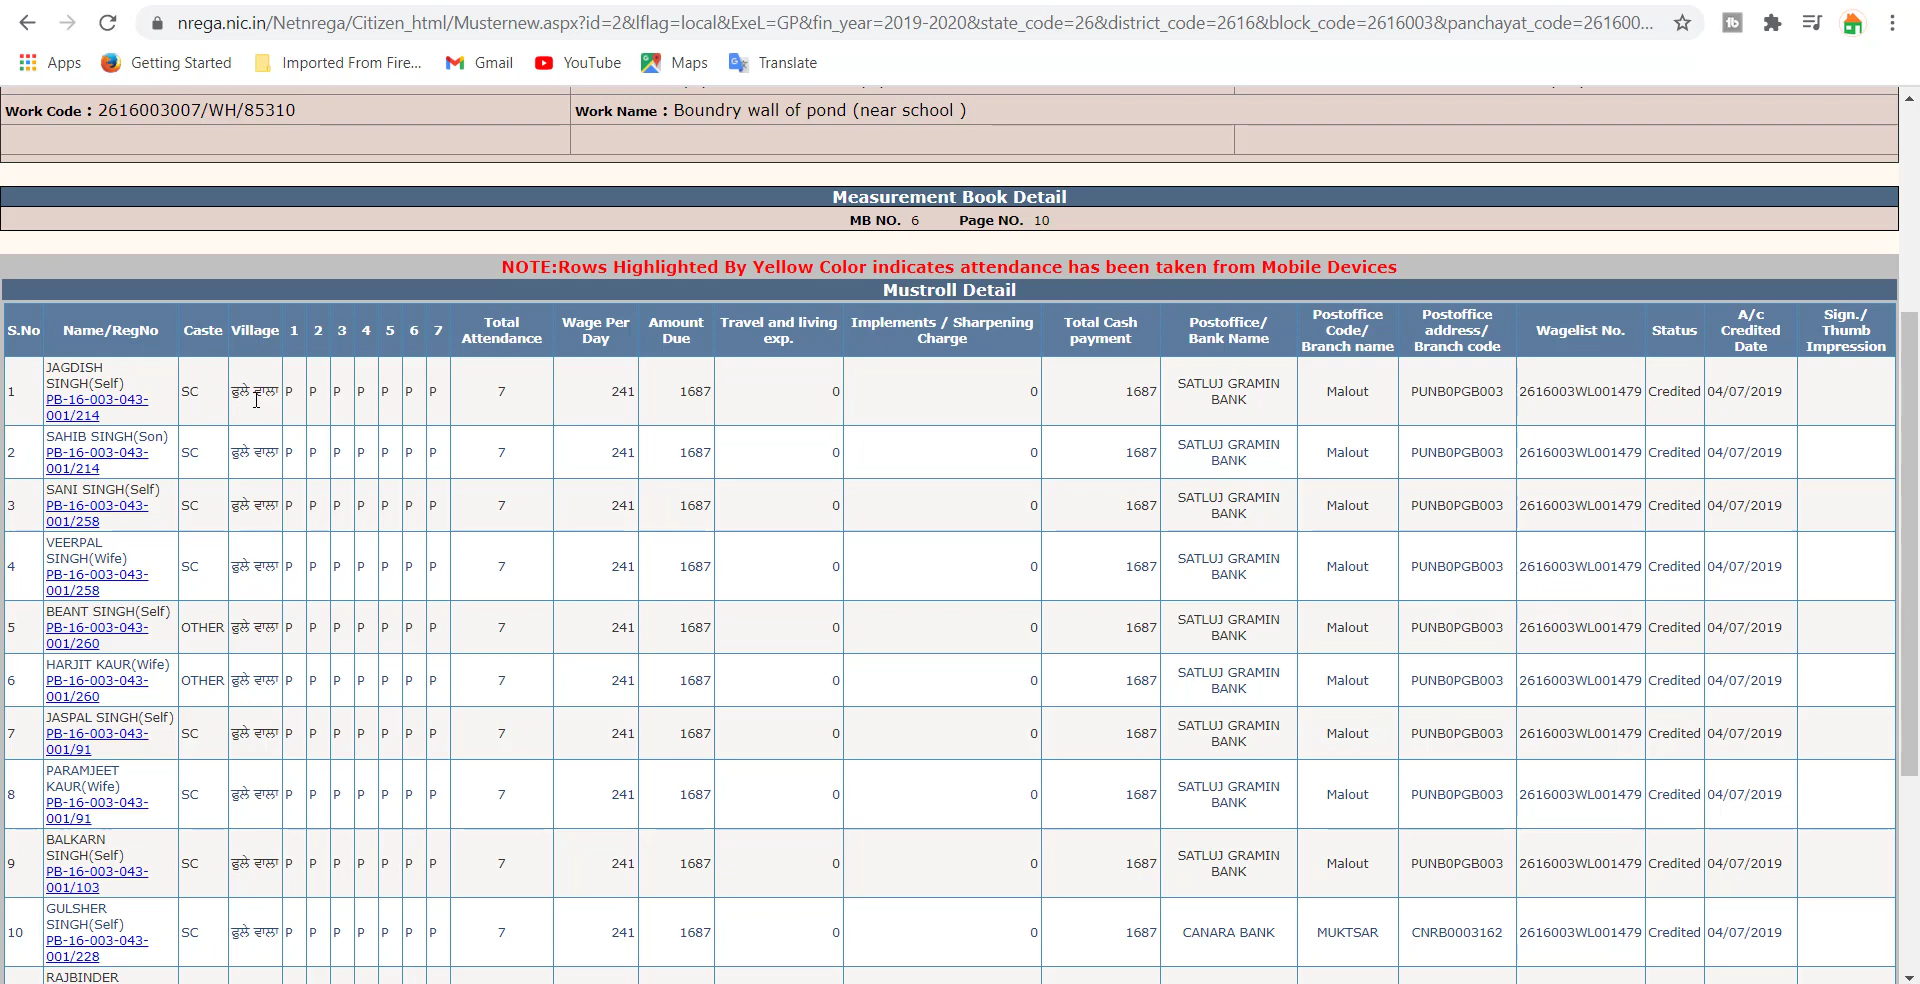 nrega.nic.in/Netnrega/Citizen_html/Musternew.aspx?id=2&lflag=local&ExeL=GP&fin_year=2019-2020&state_code=26&district_code=2616&block_code=2616003&panchayat_code=261600...
Apps Getting Started Imported From Fire... Gmail YouTube Maps Translate
Work Code : 2616003007/WH/85310 Work Name : Boundry wall of pond (near school )
Measurement Book Detail
MB NO. 6 Page NO. 10
NOTE:Rows Highlighted By Yellow Color indicates attendance has been taken from Mobile Devices
Mustroll Detail
S.No Name/RegNo Caste Village 1 2 3 4 5 6 7 Total Attendance Wage Per Day Amount Due Travel and living exp. Implements / Sharpening Charge Total Cash payment Postoffice/ Bank Name Postoffice Code/ Branch name Postoffice address/ Branch code Wagelist No. Status A/c Credited Date Sign./ Thumb Impression
1 JAGDISH SINGH(Self) PB-16-003-043-001/214 SC ਫੁਲੇ ਵਾਲਾ P P P P P P P 7 241 1687 0 0 1687 SATLUJ GRAMIN BANK Malout PUNB0PGB003 2616003WL001479 Credited 04/07/2019
2 SAHIB SINGH(Son) PB-16-003-043-001/214 SC ਫੁਲੇ ਵਾਲਾ P P P P P P P 7 241 1687 0 0 1687 SATLUJ GRAMIN BANK Malout PUNB0PGB003 2616003WL001479 Credited 04/07/2019
3 SANI SINGH(Self) PB-16-003-043-001/258 SC ਫੁਲੇ ਵਾਲਾ P P P P P P P 7 241 1687 0 0 1687 SATLUJ GRAMIN BANK Malout PUNB0PGB003 2616003WL001479 Credited 04/07/2019
4 VEERPAL SINGH(Wife) PB-16-003-043-001/258 SC ਫੁਲੇ ਵਾਲਾ P P P P P P P 7 241 1687 0 0 1687 SATLUJ GRAMIN BANK Malout PUNB0PGB003 2616003WL001479 Credited 04/07/2019
5 BEANT SINGH(Self) PB-16-003-043-001/260 OTHER ਫੁਲੇ ਵਾਲਾ P P P P P P P 7 241 1687 0 0 1687 SATLUJ GRAMIN BANK Malout PUNB0PGB003 2616003WL001479 Credited 04/07/2019
6 HARJIT KAUR(Wife) PB-16-003-043-001/260 OTHER ਫੁਲੇ ਵਾਲਾ P P P P P P P 7 241 1687 0 0 1687 SATLUJ GRAMIN BANK Malout PUNB0PGB003 2616003WL001479 Credited 04/07/2019
7 JASPAL SINGH(Self) PB-16-003-043-001/91 SC ਫੁਲੇ ਵਾਲਾ P P P P P P P 7 241 1687 0 0 1687 SATLUJ GRAMIN BANK Malout PUNB0PGB003 2616003WL001479 Credited 04/07/2019
8 PARAMJEET KAUR(Wife) PB-16-003-043-001/91 SC ਫੁਲੇ ਵਾਲਾ P P P P P P P 7 241 1687 0 0 1687 SATLUJ GRAMIN BANK Malout PUNB0PGB003 2616003WL001479 Credited 04/07/2019
9 BALKARN SINGH(Self) PB-16-003-043-001/103 SC ਫੁਲੇ ਵਾਲਾ P P P P P P P 7 241 1687 0 0 1687 SATLUJ GRAMIN BANK Malout PUNB0PGB003 2616003WL001479 Credited 04/07/2019
10 GULSHER SINGH(Self) PB-16-003-043-001/228 SC ਫੁਲੇ ਵਾਲਾ P P P P P P P 7 241 1687 0 0 1687 CANARA BANK MUKTSAR CNRB0003162 2616003WL001479 Credited 04/07/2019
RAJBINDER